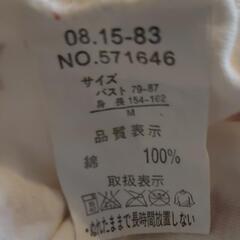 08.15-83
NO.571646
サイズ
バスト 79-87
身長 154-162
M
品質表示
綿 100%
取扱表示
・ぬれたままで長時間放置しない